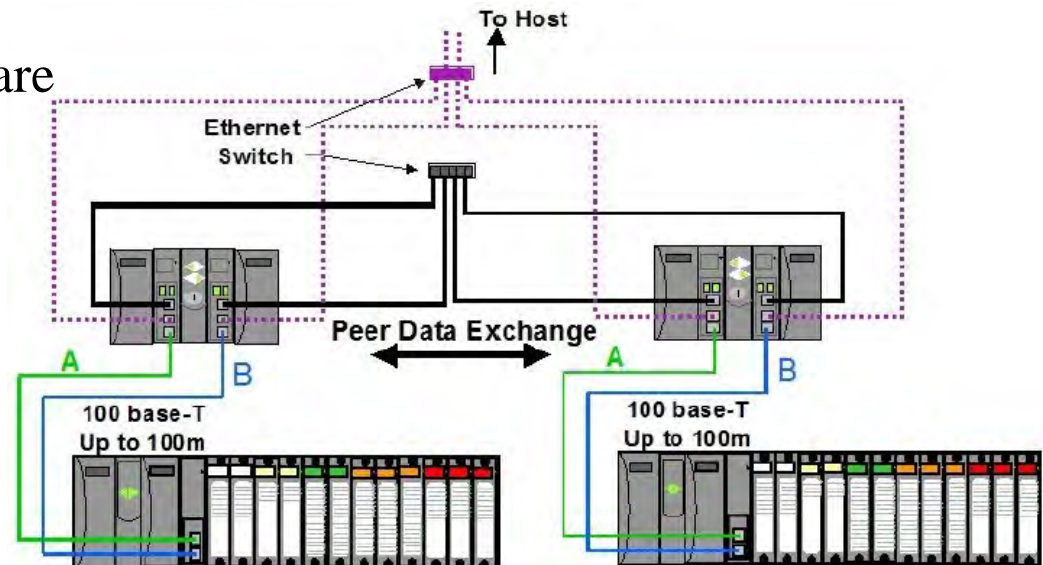 To Host
are
Ethernet
Switch
Peer Data Exchange
A
B
A
B
100 base-T
Up to 100m
100 base-T
Up to 100m